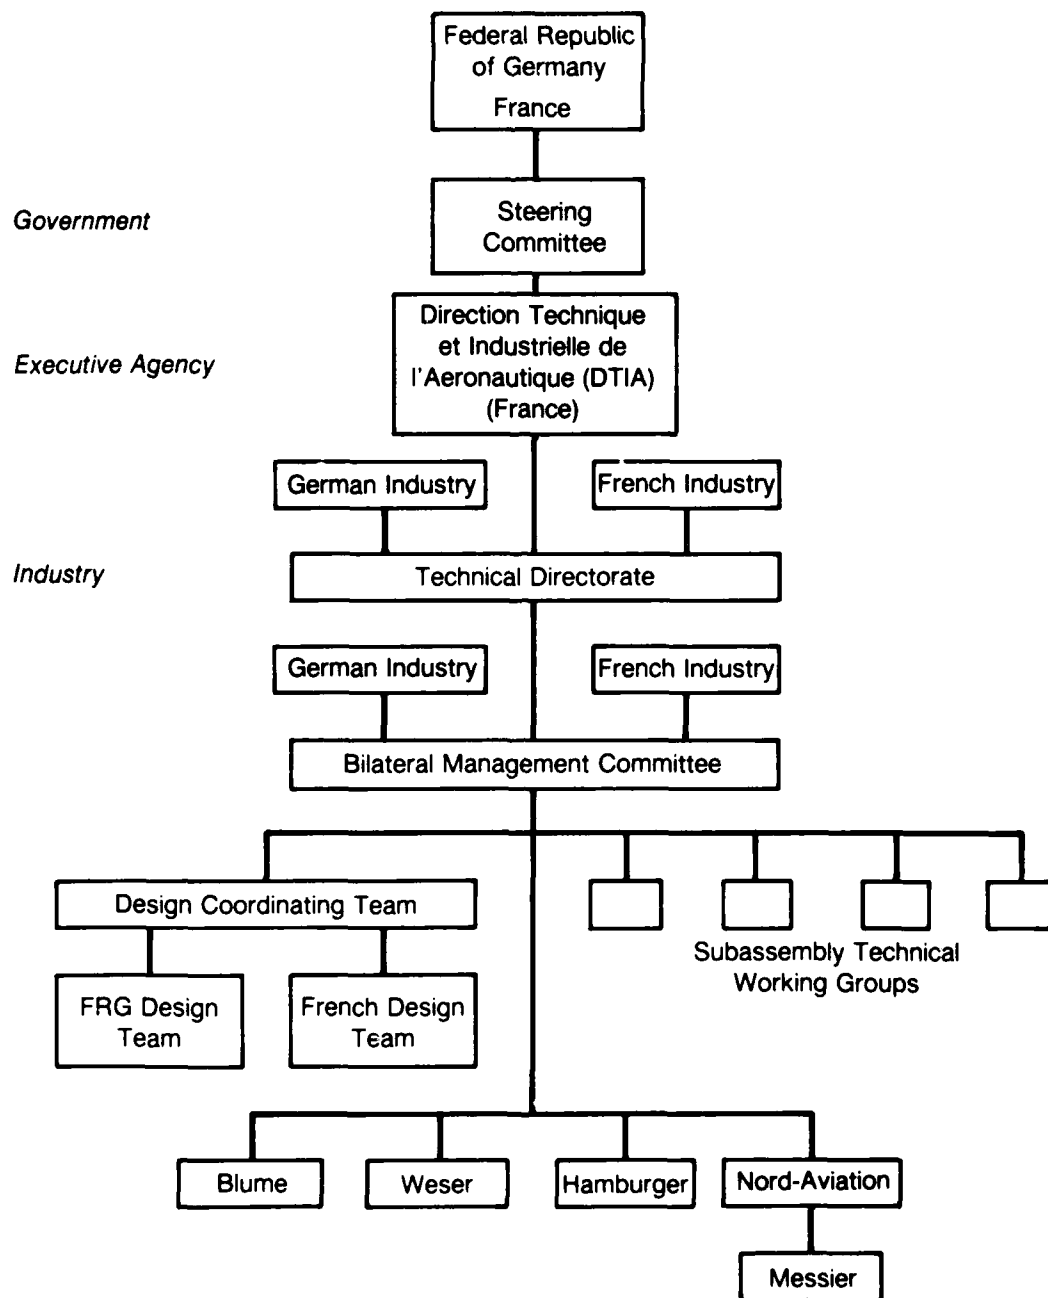 Federal Republic
of Germany
France
Government
Steering
Committee
Executive Agency
Direction Technique
et Industrielle de
l'Aeronautique (DTIA)
(France)
German Industry
French Industry
Industry
Technical Directorate
German Industry
French Industry
Bilateral Management Committee
Design Coordinating Team
Subassembly Technical
Working Groups
FRG Design
Team
French Design
Team
Blume
Weser
Hamburger
Nord-Aviation
Messier